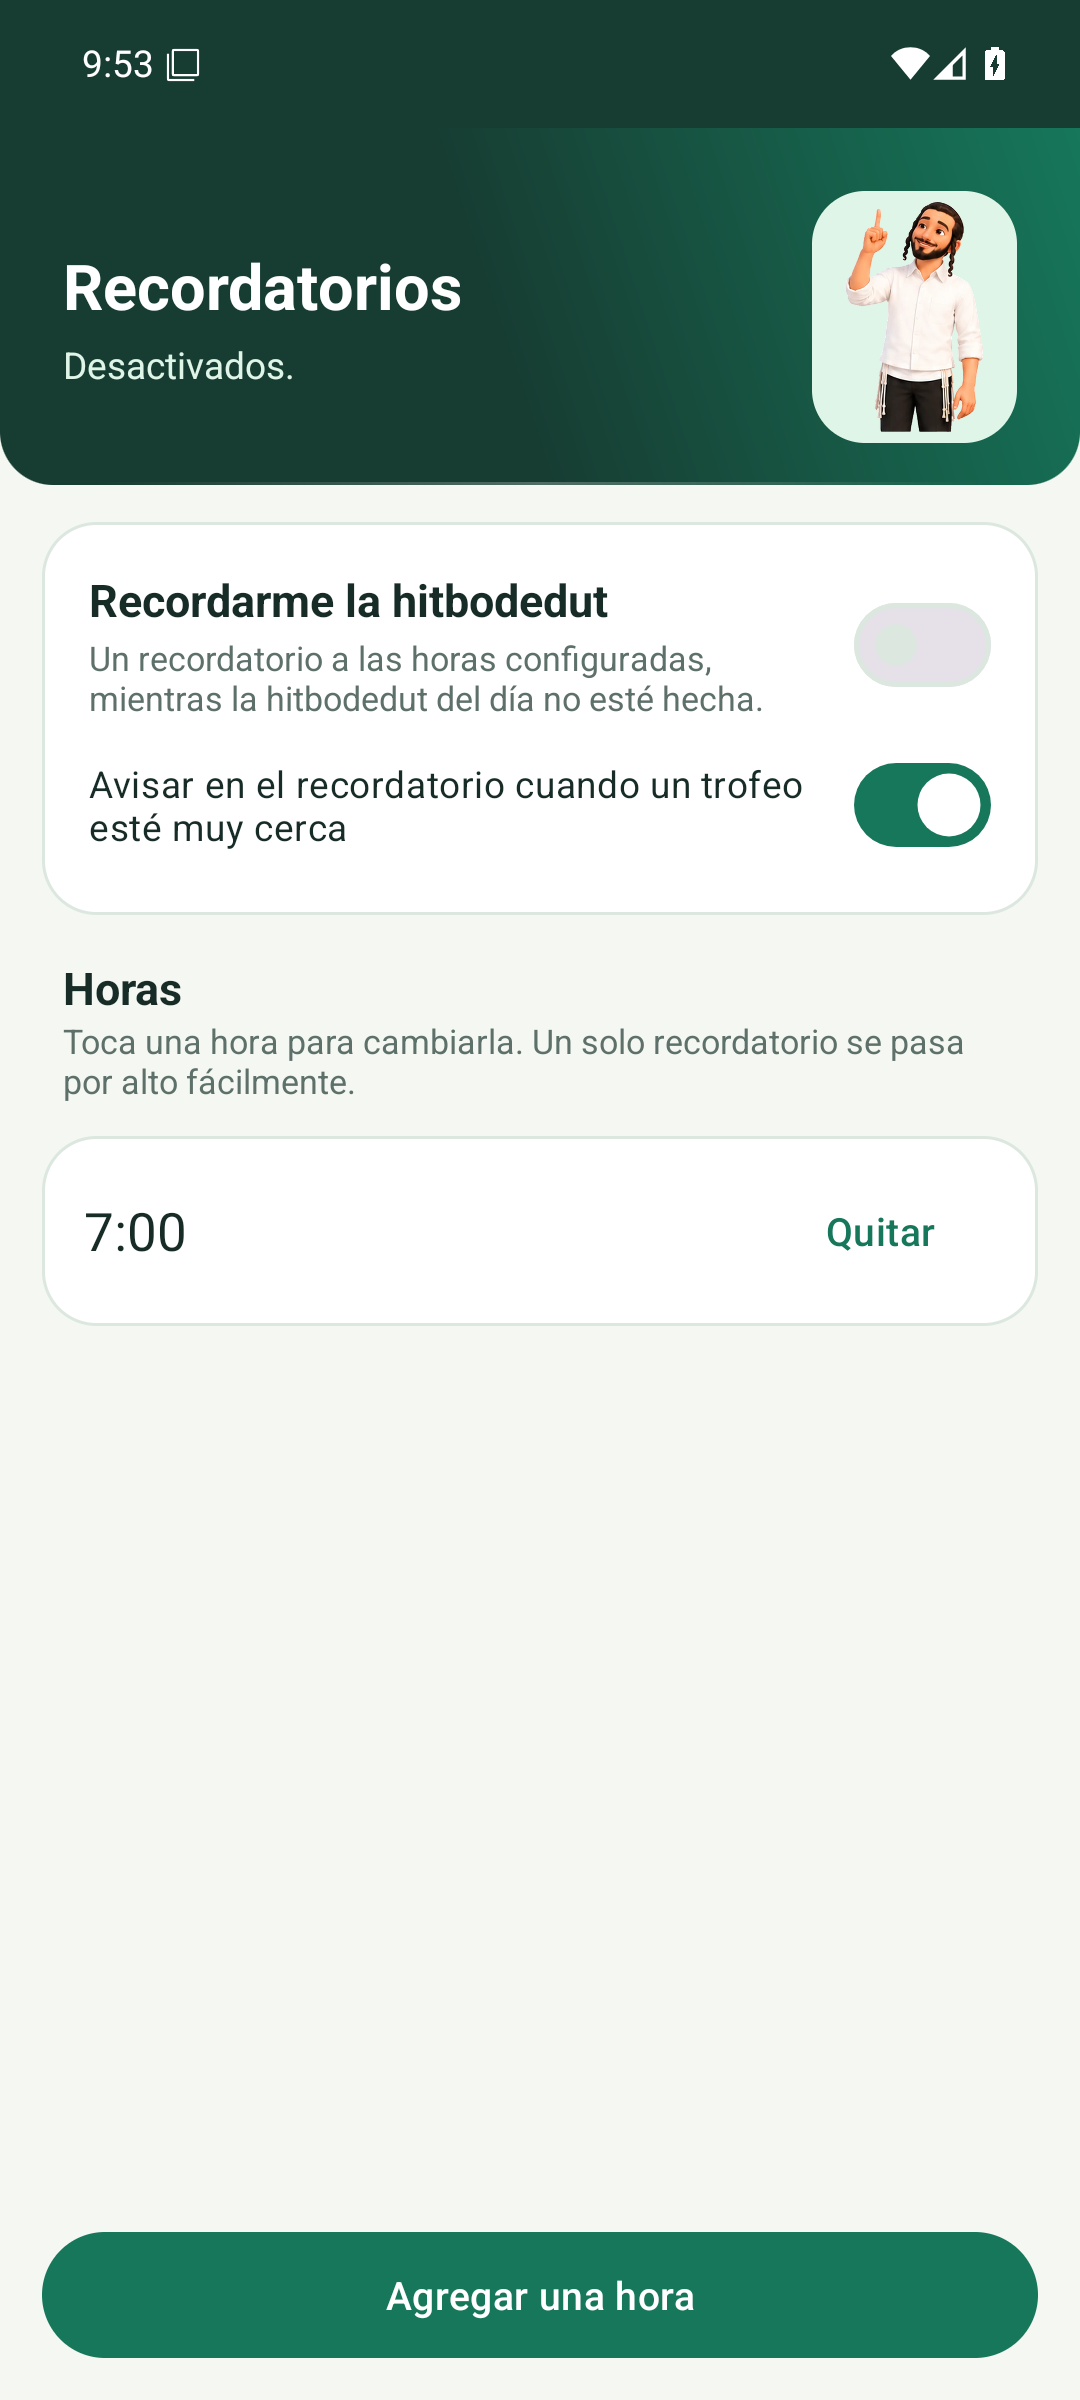 9:53
Recordatorios
Desactivados.
Recordarme la hitbodedut
Un recordatorio a las horas configuradas,
mientras la hitbodedut del día no esté hecha.
Avisar en el recordatorio cuando un trofeo
esté muy cerca
Horas
Toca una hora para cambiarla. Un solo recordatorio se pasa
por alto fácilmente.
7:00
Quitar
Agregar una hora